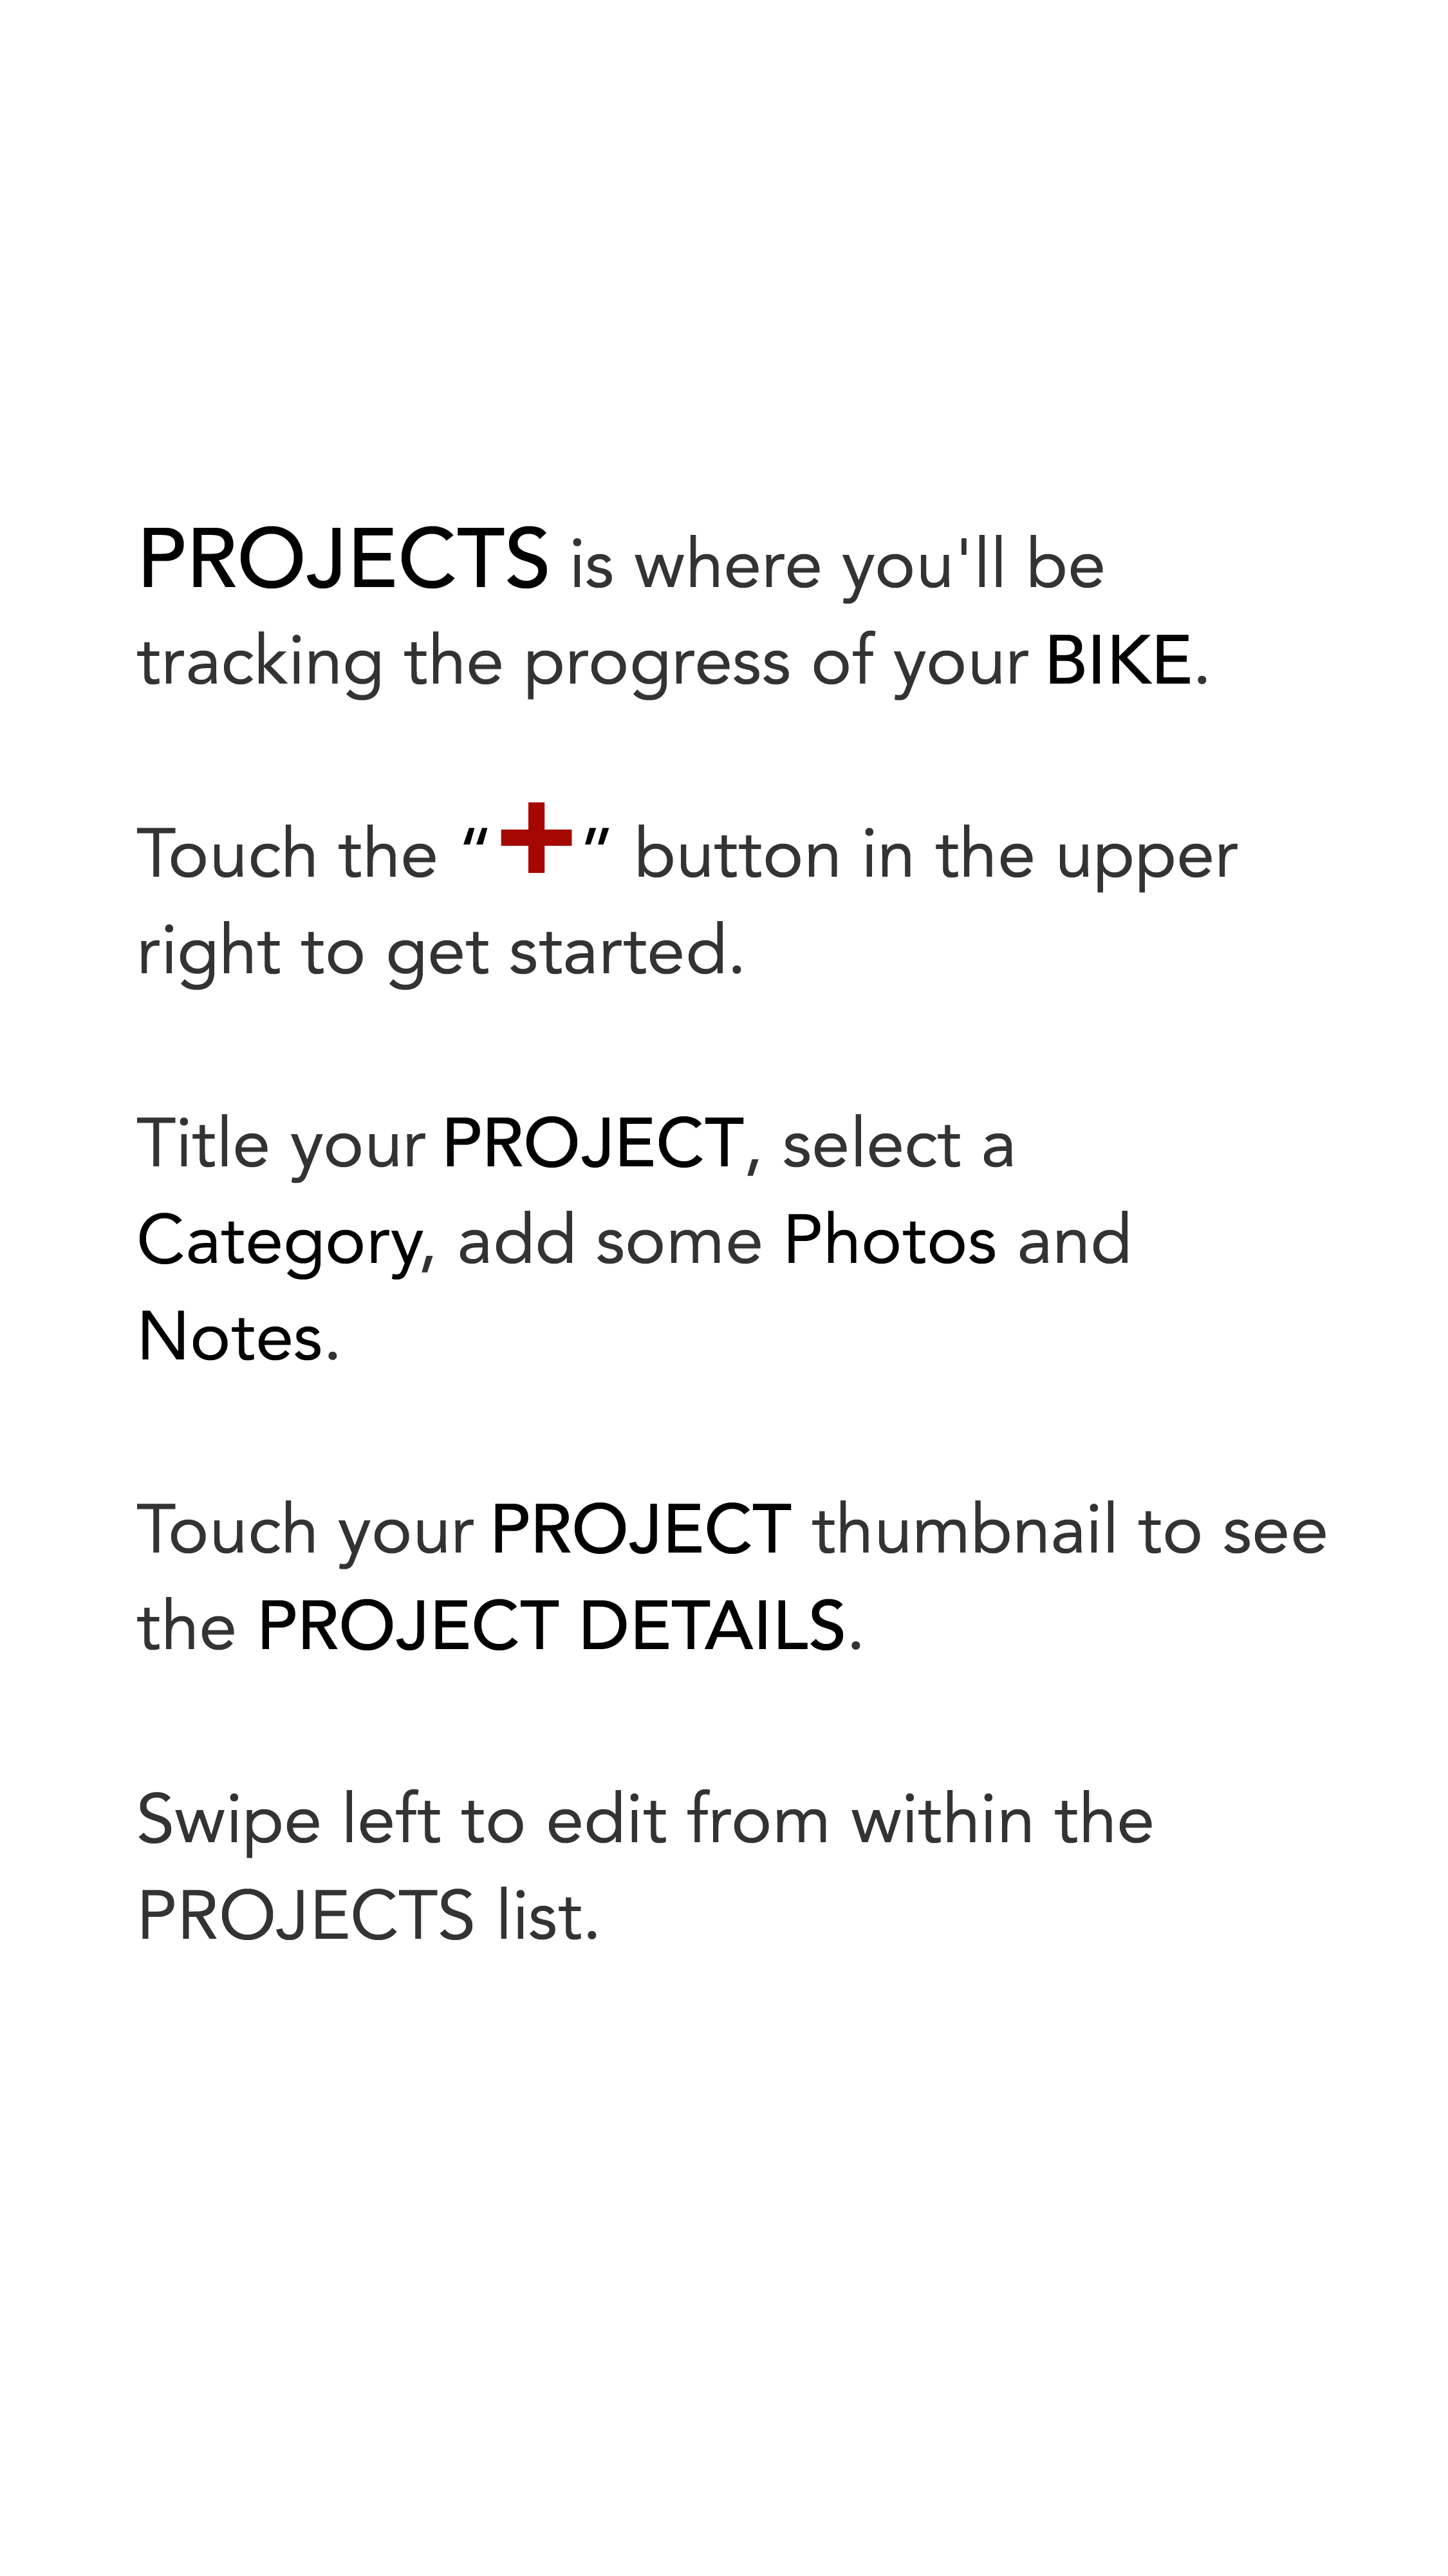 PROJECTS is where you'll be
tracking the progress of your BIKE.
Touch the “+” button in the upper
right to get started.
Title your PROJECT, select a
Category, add some Photos and
Notes.
Touch your PROJECT thumbnail to see
the PROJECT DETAILS.
Swipe left to edit from within the
PROJECTS list.